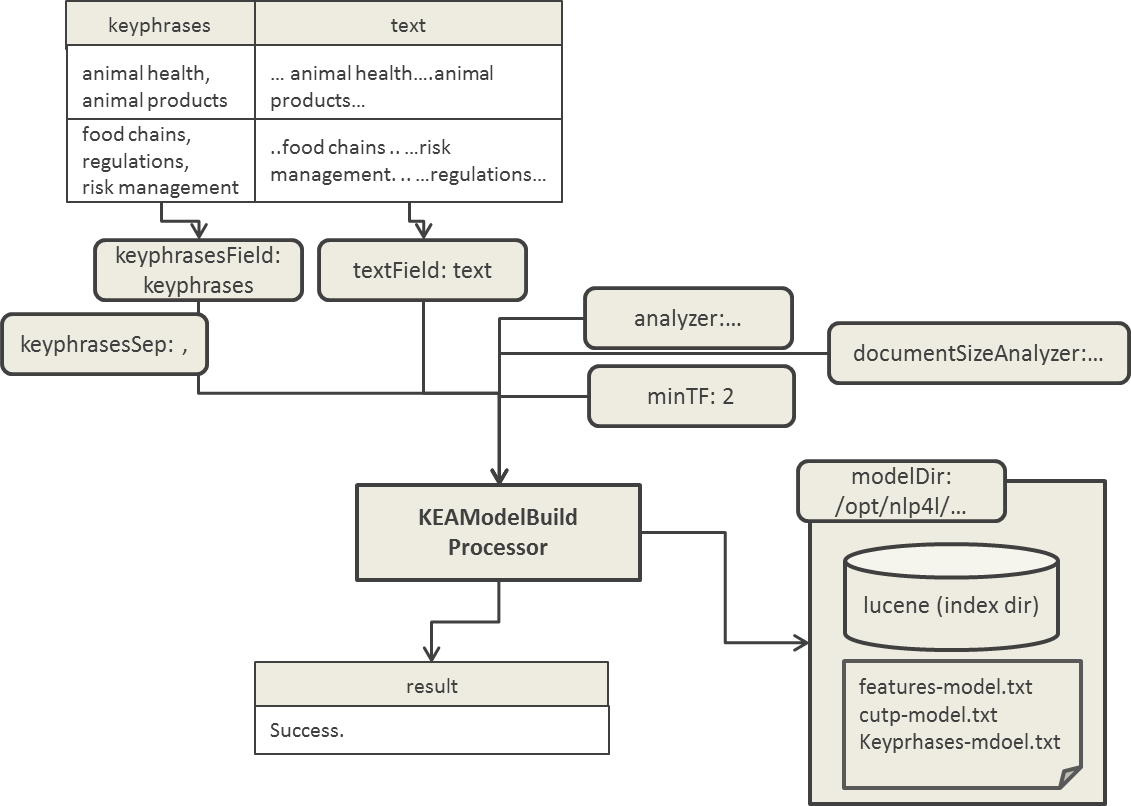 keyphrases
text
animal health,
animal products
... animal health....animal
products...
food chains,
regulations,
risk management
..food chains .. ...risk
management. .. ...regulations...
keyphrasesField:
keyphrases
textField: text
keyphrasesSep: ,
analyzer:...
documentSizeAnalyzer:...
minTF: 2
KEAModelBuild
Processor
modelDir:
/opt/nlp4l/...
lucene (index dir)
features-model.txt
cutp-model.txt
Keyprhases-mdoel.txt
result
Success.